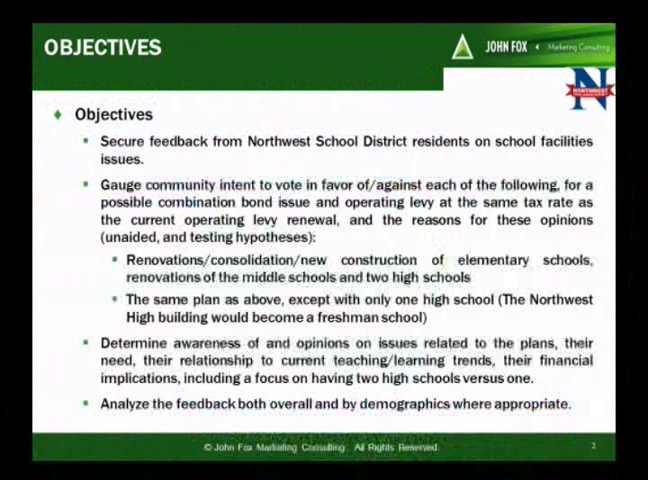 OBJECTIVES
JOHN FOX
Marketing Consulting
NORTHWEST
Objectives
Secure feedback from Northwest School District residents on school facilities
issues.
Gauge community intent to vote in favor of/against each of the following, for a
possible combination bond issue and operating levy at the same tax rate as
the current operating levy renewal, and the reasons for these opinions
(unaided, and testing hypotheses):
Renovations/consolidation/new construction of elementary schools,
renovations of the middle schools and two high schools
The same plan as above, except with only one high school (The Northwest
High building would become a freshman school)
Determine awareness of and opinions on issues related to the plans, their
need, their relationship to current teaching/learning trends, their financial
implications, including a focus on having two high schools versus one.
Analyze the feedback both overall and by demographics where appropriate.
© John Fox Marketing Consulting. All Rights Reserved.
2